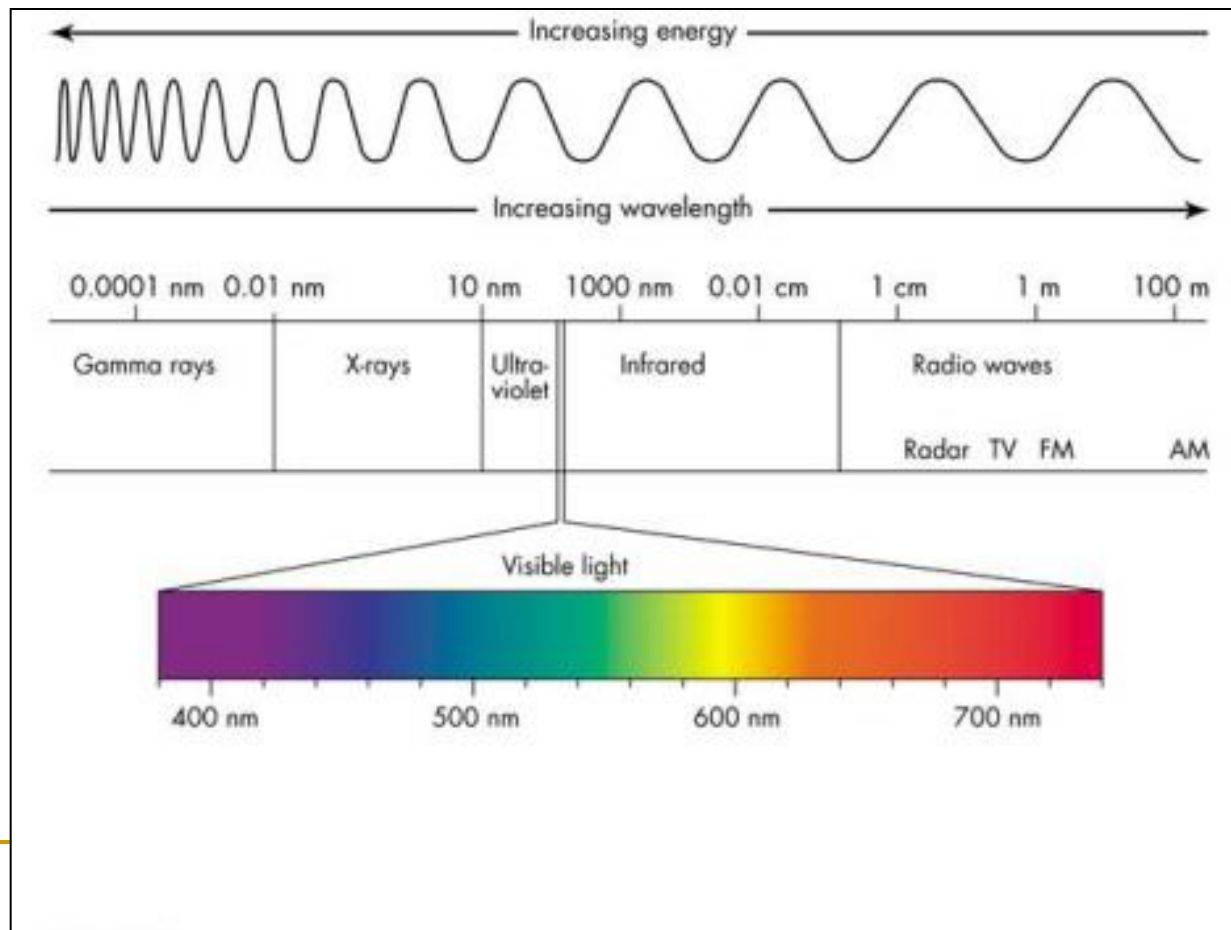 Increasing energy
Increasing wavelength
0.0001 nm 0.01 nm 10 nm 1000 nm 0.01 cm 1 cm 1 m 100 m
Gamma rays X-rays Ultra-violet Infrared Radio waves
Radar TV FM AM
Visible light
400 nm 500 nm 600 nm 700 nm